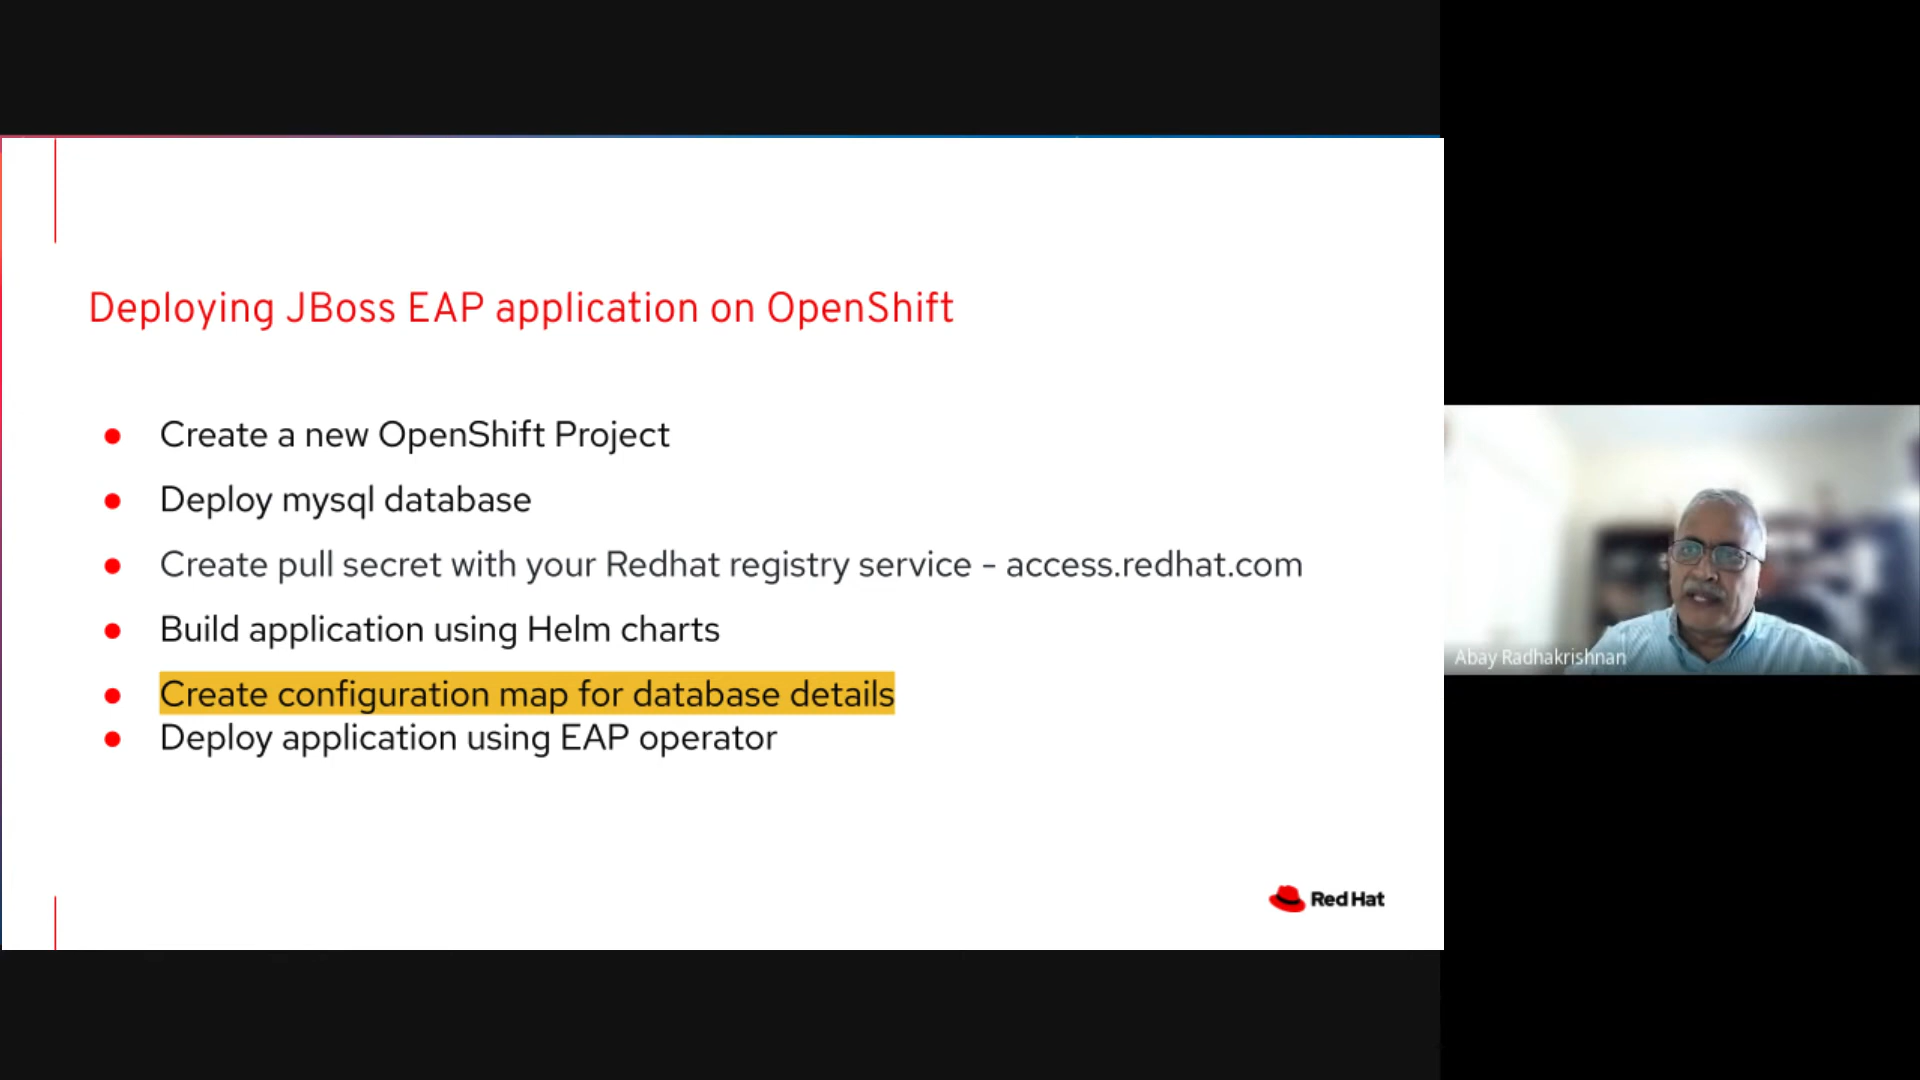 Deploying JBoss EAP application on OpenShift
Create a new OpenShift Project
Deploy mysql database
Create pull secret with your Redhat registry service - access.redhat.com
Build application using Helm charts
Create configuration map for database details
Deploy application using EAP operator
Red Hat
Abay Radhakrishnan